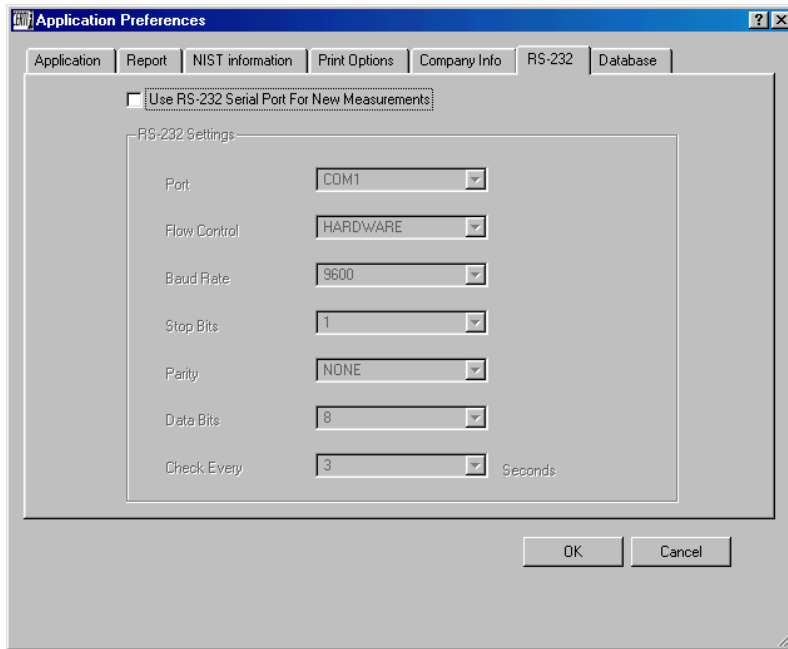 Application Preferences
Application Report NIST information Print Options Company Info RS-232 Database
Use RS-232 Serial Port For New Measurements
RS-232 Settings
Port COM1
Flow Control HARDWARE
Baud Rate 9600
Stop Bits 1
Parity NONE
Data Bits 8
Check Every 3 Seconds
OK Cancel